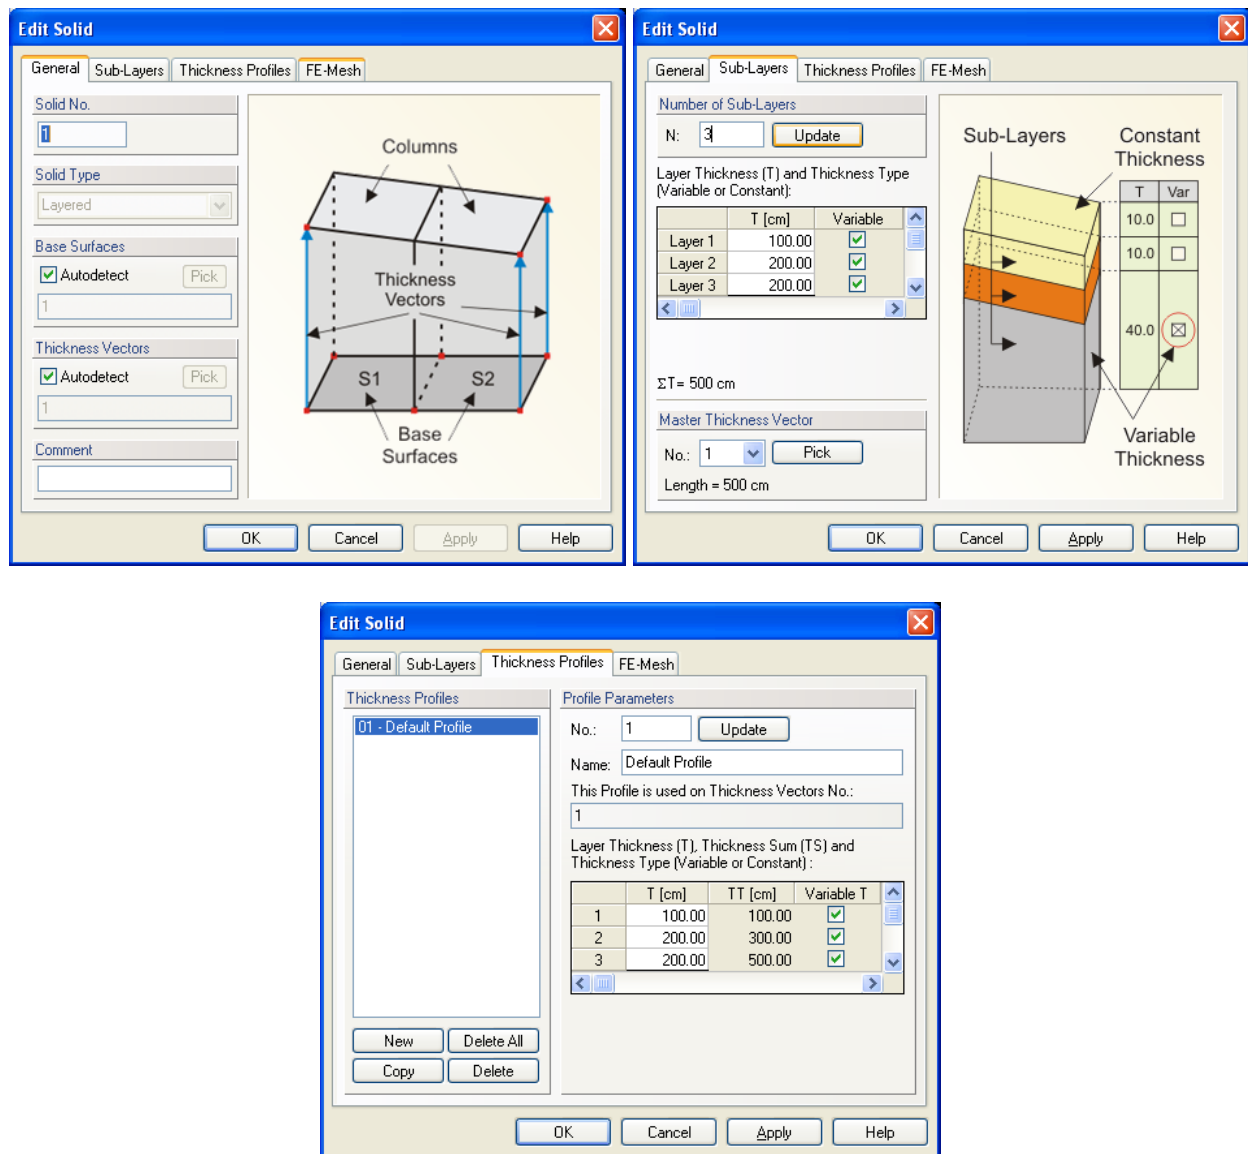 Edit Solid
General Sub-Layers Thickness Profiles FE-Mesh
Solid No.
1
Solid Type
Layered
Base Surfaces
Autodetect Pick
1
Thickness Vectors
Autodetect Pick
1
Comment
Columns
Thickness
Vectors
S1 S2
Base
Surfaces
OK Cancel Apply Help
Edit Solid
General Sub-Layers Thickness Profiles FE-Mesh
Number of Sub-Layers
N: 3 Update
Layer Thickness (T) and Thickness Type
(Variable or Constant):
T [cm] Variable
Layer 1 100.00
Layer 2 200.00
Layer 3 200.00
ΣT= 500 cm
Master Thickness Vector
No.: 1 Pick
Length = 500 cm
Sub-Layers Constant
Thickness
T Var
10.0
10.0
40.0
Variable
Thickness
OK Cancel Apply Help
Edit Solid
General Sub-Layers Thickness Profiles FE-Mesh
Thickness Profiles
01 - Default Profile
New Delete All
Copy Delete
Profile Parameters
No.: 1 Update
Name: Default Profile
This Profile is used on Thickness Vectors No.:
1
Layer Thickness (T), Thickness Sum (TS) and
Thickness Type (Variable or Constant) :
T [cm] TT [cm] Variable T
1 100.00 100.00
2 200.00 300.00
3 200.00 500.00
OK Cancel Apply Help